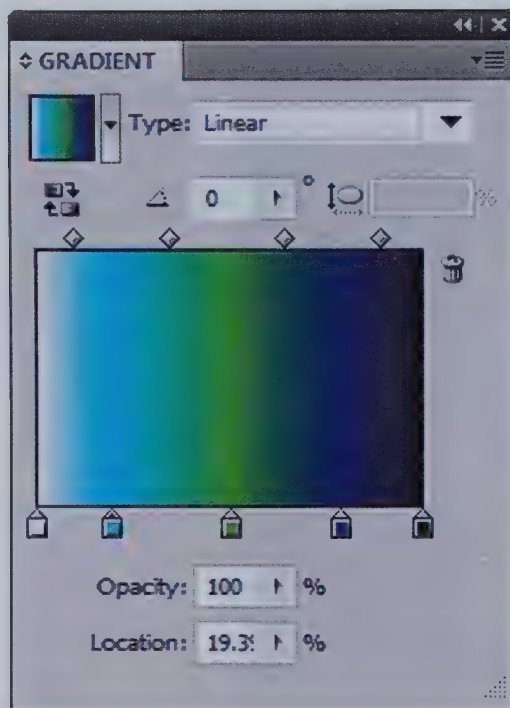 GRADIENT
Type: Linear
0 °
%
Opacity: 100 %
Location: 19.3 %